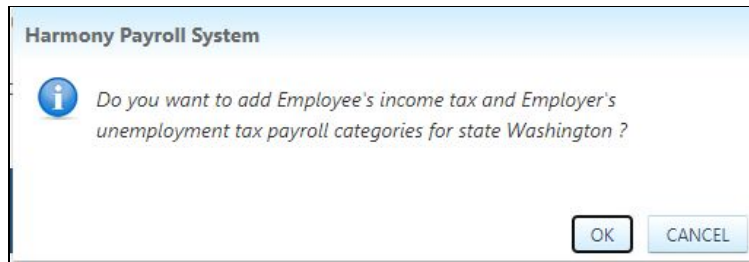 Harmony Payroll System
Do you want to add Employee's income tax and Employer's
unemployment tax payroll categories for state Washington ?
OK CANCEL